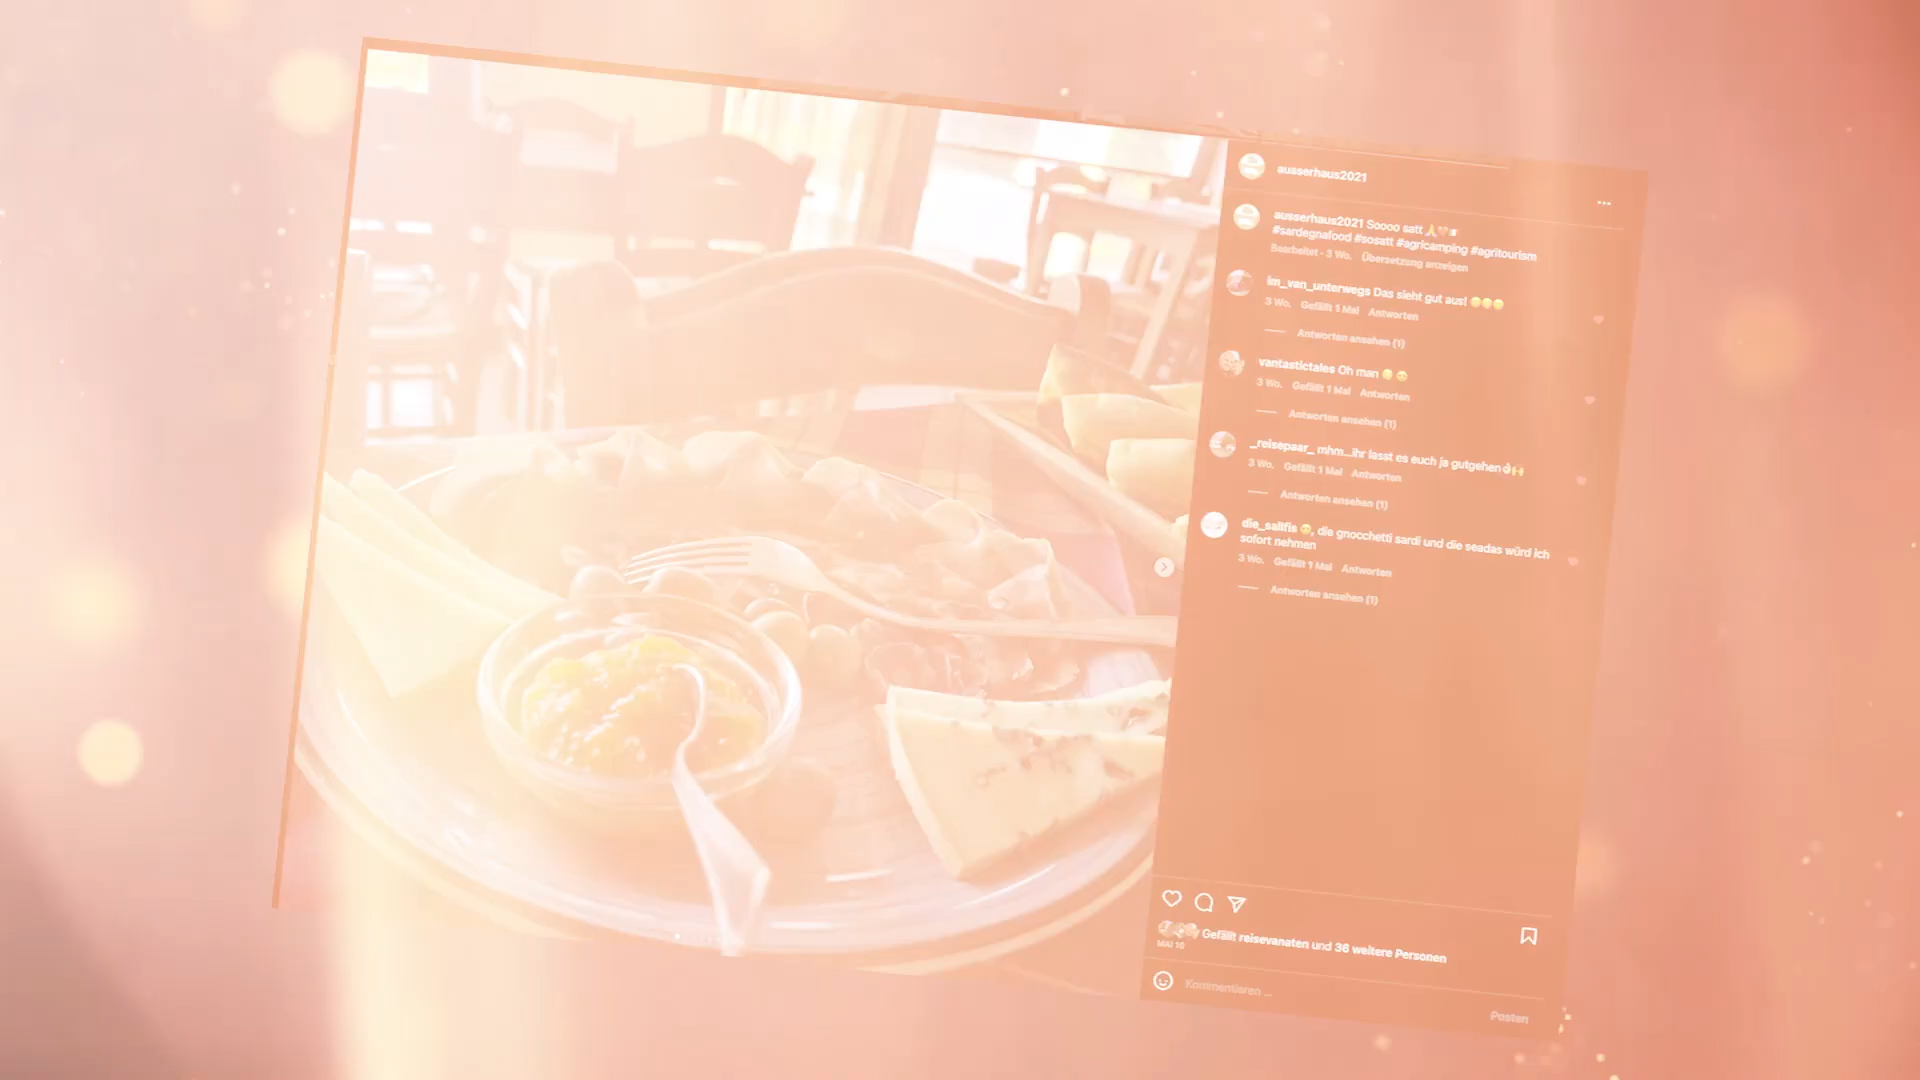 ausserhaus2021
ausserhaus2021 Soooo satt 🙏❤️
#sardegnafood #sosatt #agricamping #agritourism
Bearbeitet · 3 Wo. Übersetzung anzeigen
im_van_unterwegs Das sieht gut aus! 😋😋😋
3 Wo. Gefällt 1 Mal Antworten
Antworten ansehen (1)
vantastictales Oh man
3 Wo. Gefällt 1 Mal Antworten
Antworten ansehen (1)
_reisepaar_ mhm...ihr lasst es euch ja gutgehen👌🙌
3 Wo. Gefällt 1 Mal Antworten
Antworten ansehen (1)
die_sallfis , die gnocchetti sardi und die seadas würd ich
sofort nehmen
3 Wo. Gefällt 1 Mal Antworten
Antworten ansehen (1)
Gefällt reisevanaten und 36 weitere Personen
MAI 10
Kommentieren ...
Posten